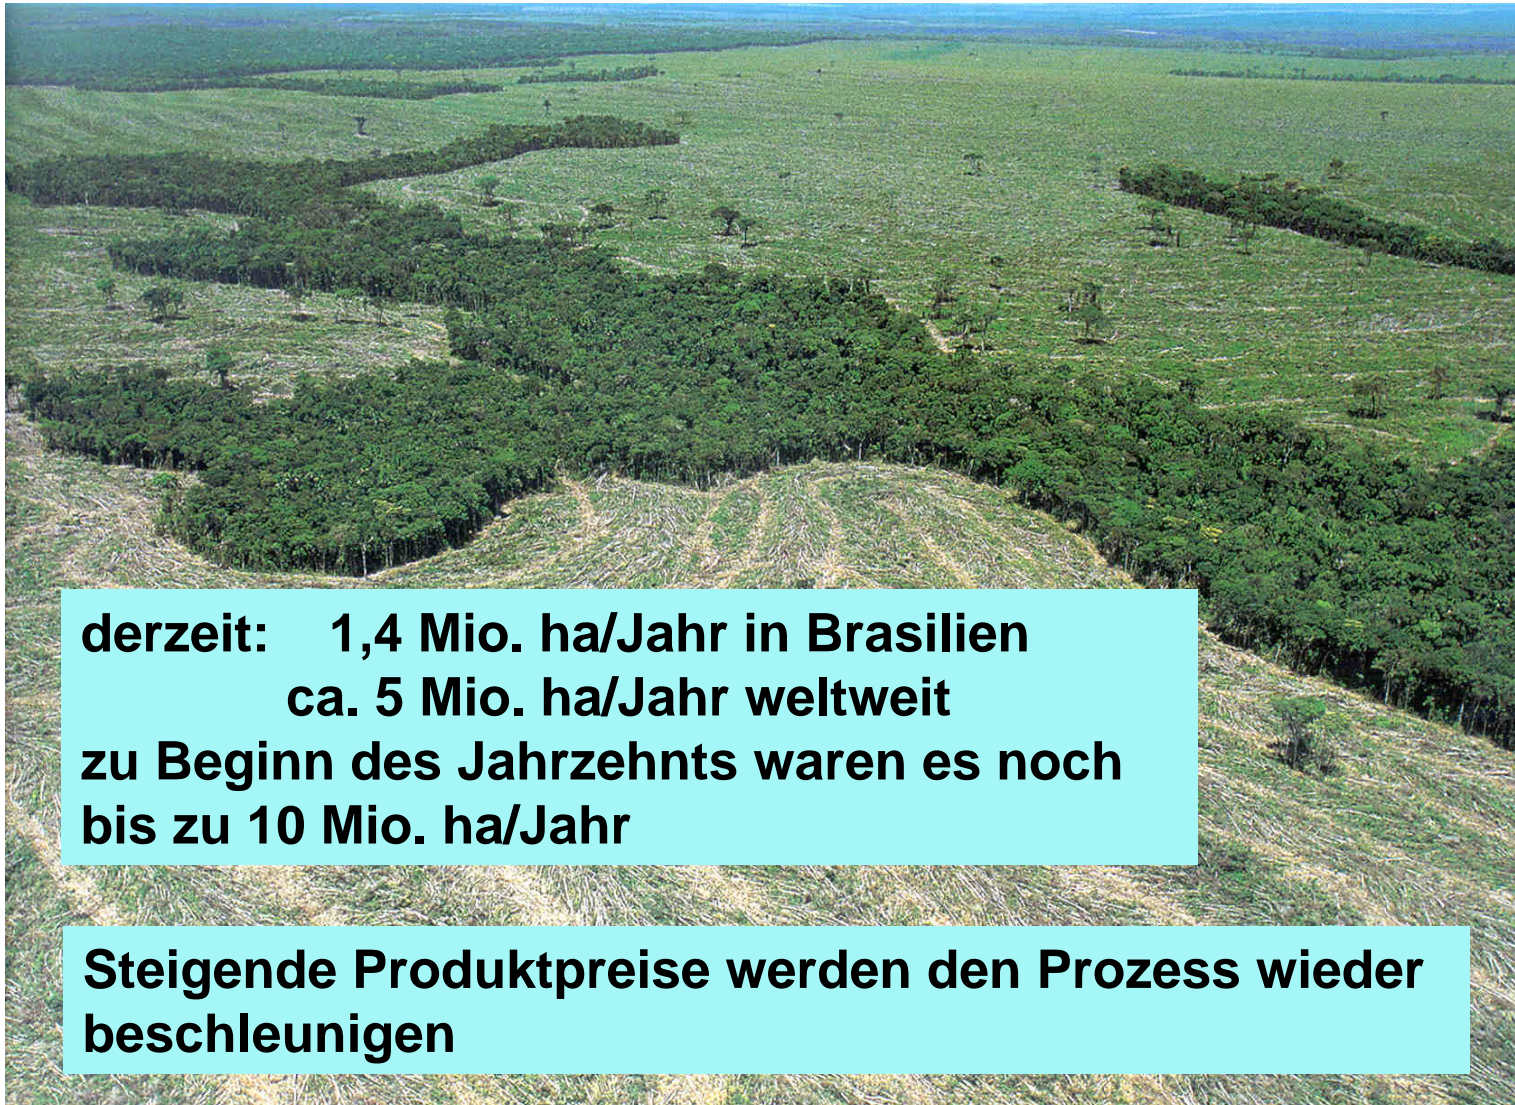 derzeit: 1,4 Mio. ha/Jahr in Brasilien
ca. 5 Mio. ha/Jahr weltweit
zu Beginn des Jahrzehnts waren es noch
bis zu 10 Mio. ha/Jahr
Steigende Produktpreise werden den Prozess wieder
beschleunigen